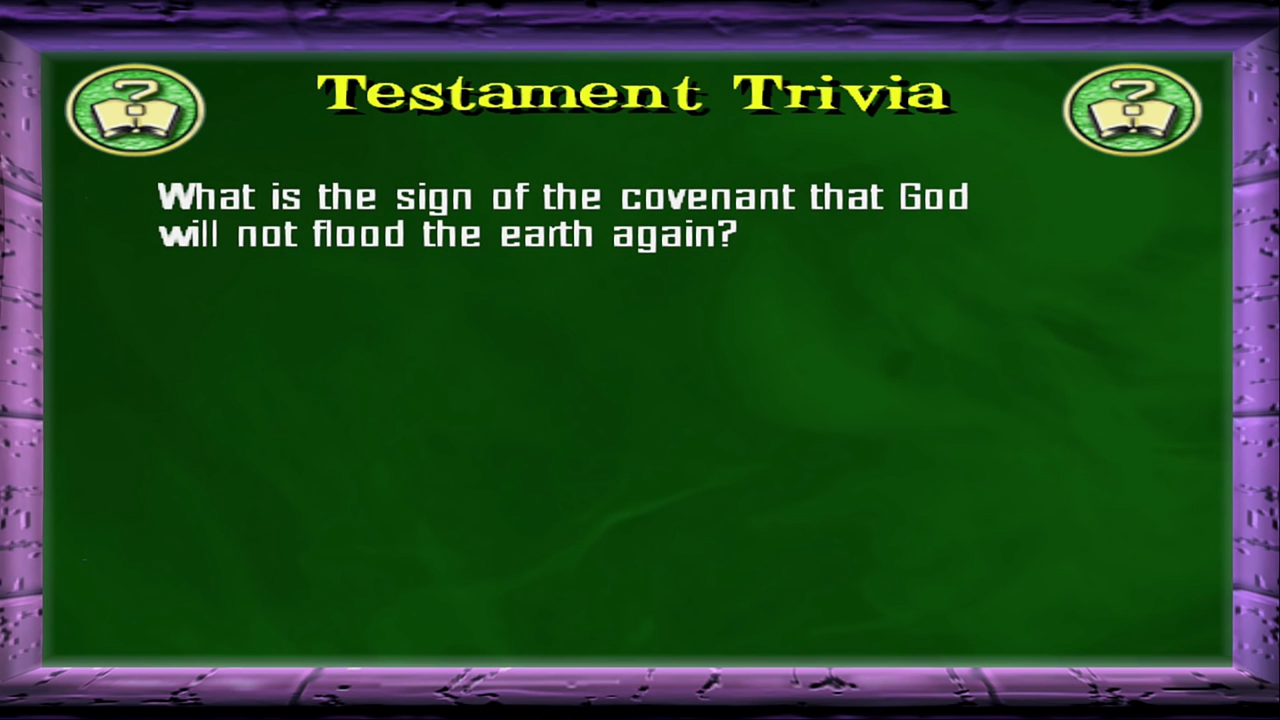 Testament Trivia
What is the sign of the covenant that God
will not flood the earth again?